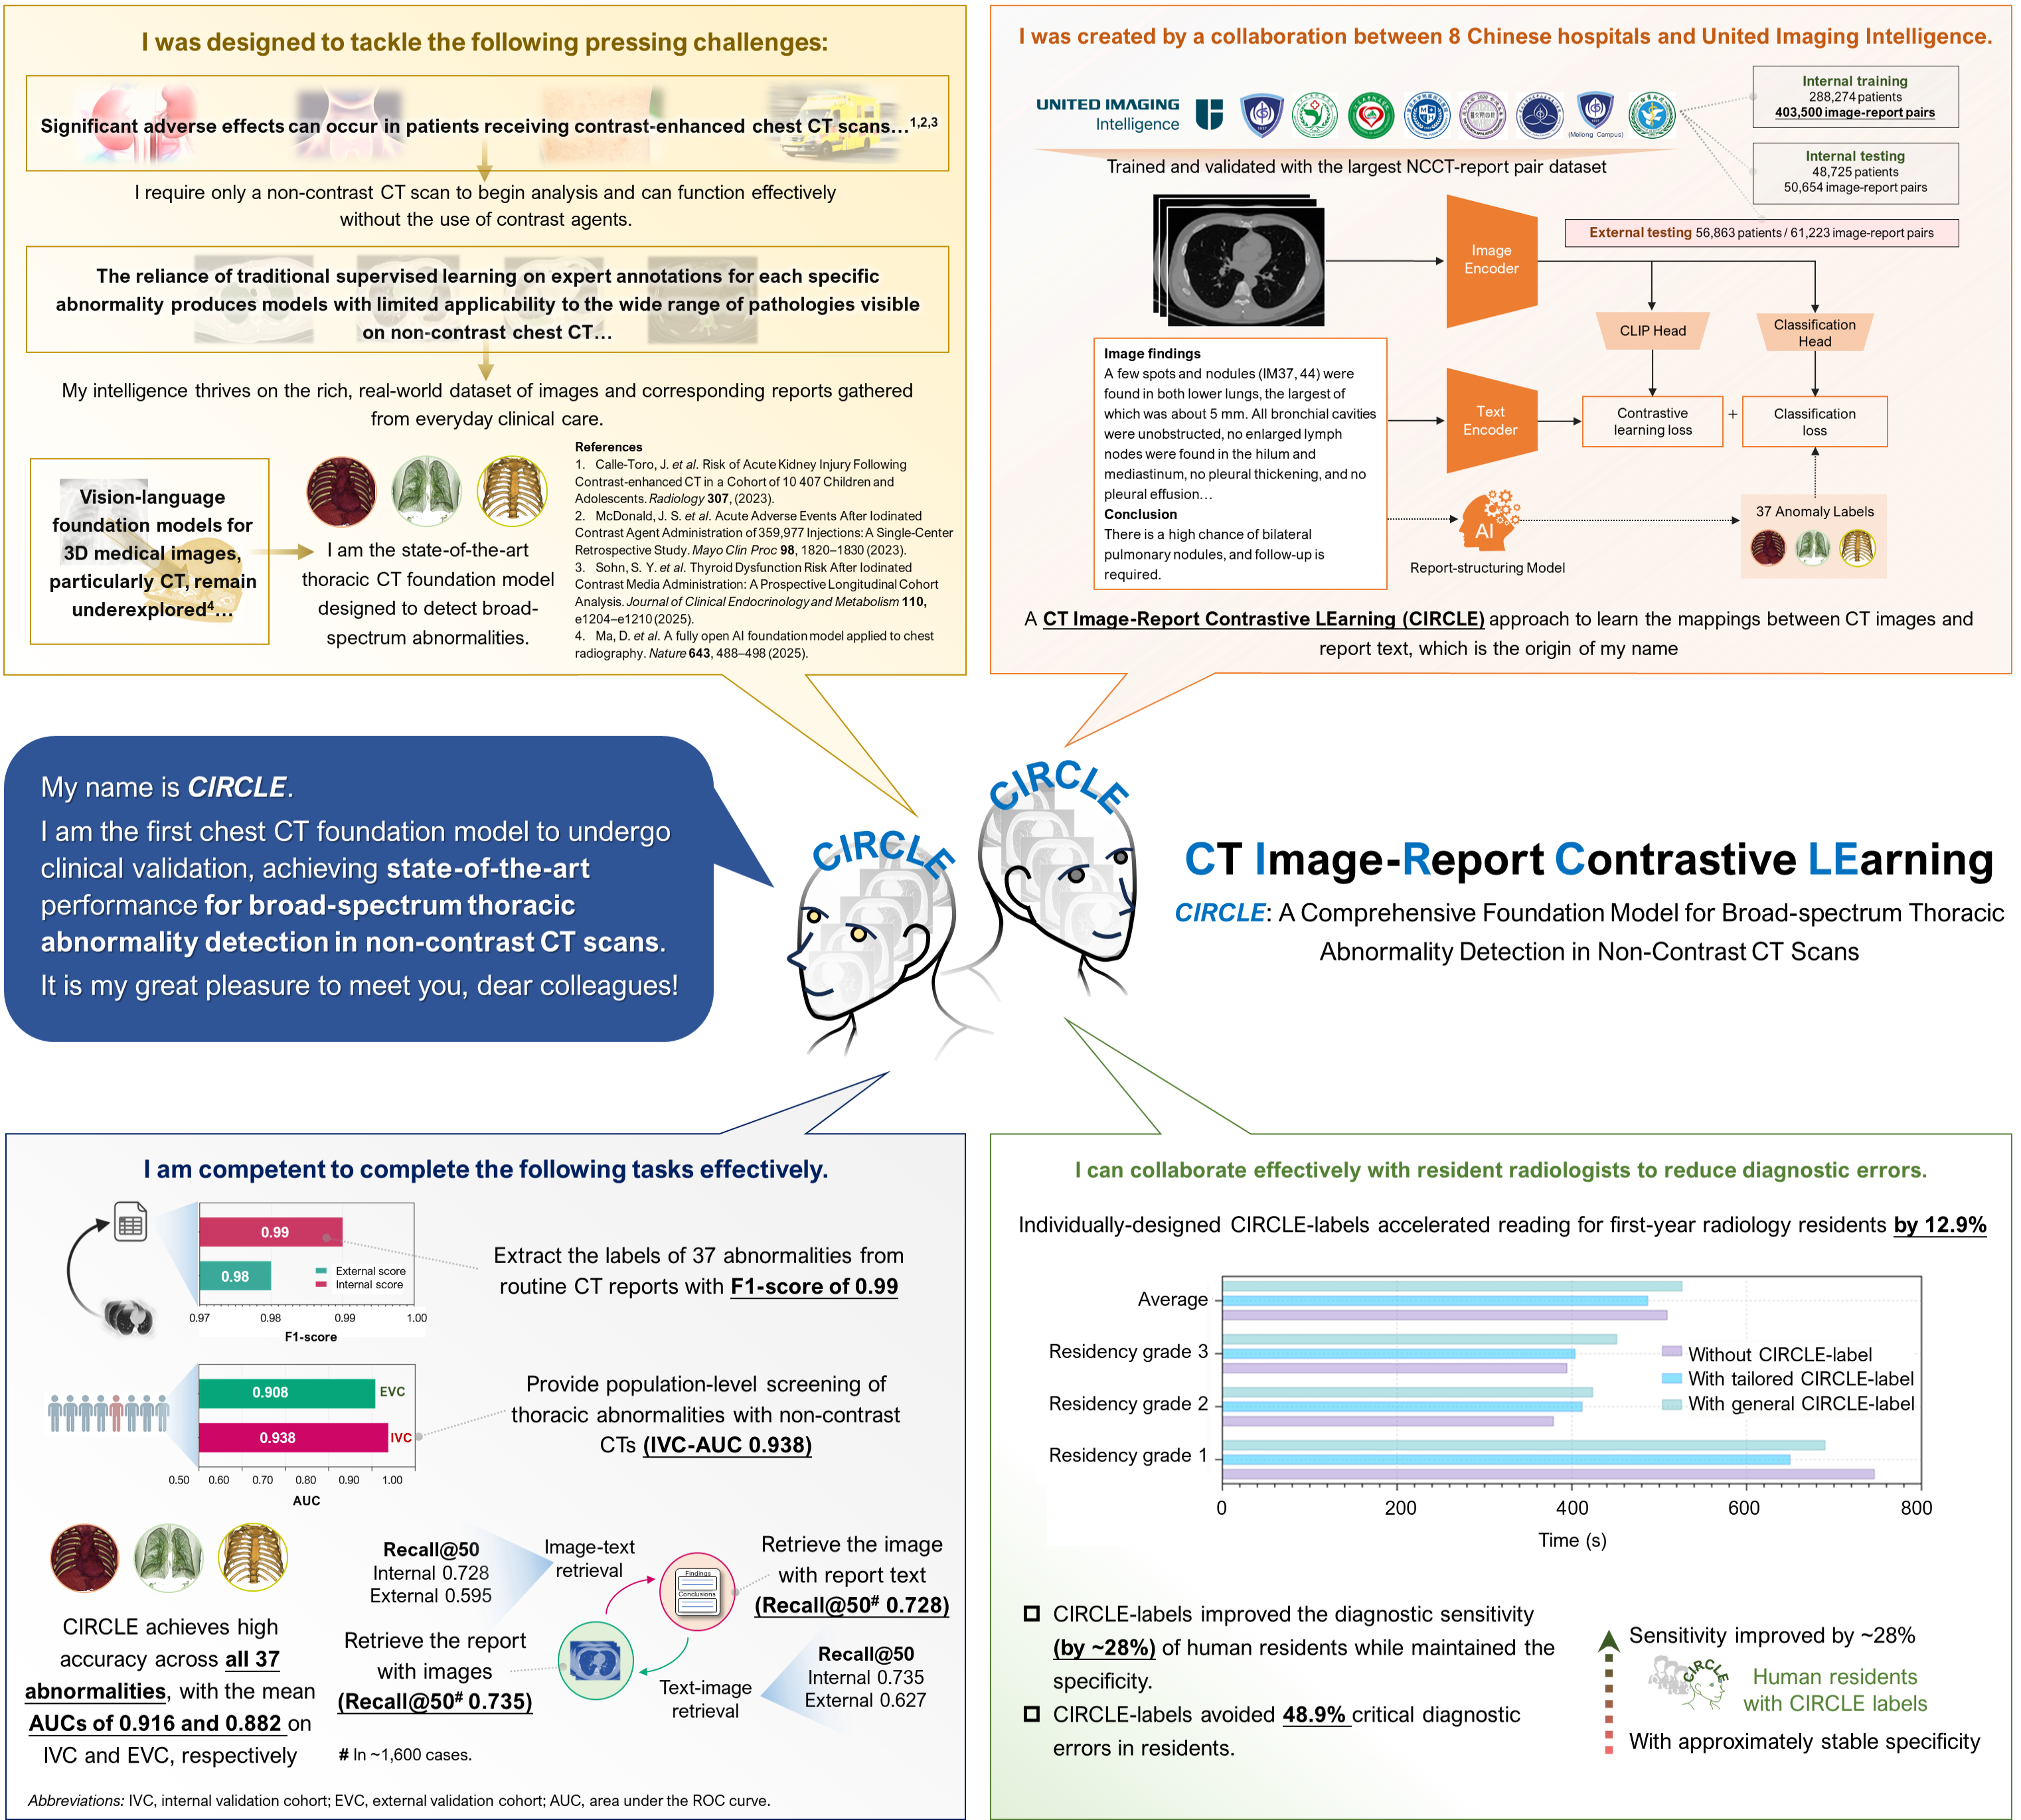 I was designed to tackle the following pressing challenges:
Significant adverse effects can occur in patients receiving contrast-enhanced chest CT scans…1,2,3
I require only a non-contrast CT scan to begin analysis and can function effectively
without the use of contrast agents.
The reliance of traditional supervised learning on expert annotations for each specific
abnormality produces models with limited applicability to the wide range of pathologies visible
on non-contrast chest CT…
My intelligence thrives on the rich, real-world dataset of images and corresponding reports gathered
from everyday clinical care.
Vision-language
foundation models for
3D medical images,
particularly CT, remain
underexplored4…
I am the state-of-the-art
thoracic CT foundation model
designed to detect broad-
spectrum abnormalities.
References
1. Calle-Toro, J. et al. Risk of Acute Kidney Injury Following
Contrast-enhanced CT in a Cohort of 10 407 Children and
Adolescents. Radiology 307, (2023).
2. McDonald, J. S. et al. Acute Adverse Events After Iodinated
Contrast Agent Administration of 359,977 Injections: A Single-Center
Retrospective Study. Mayo Clin Proc 98, 1820–1830 (2023).
3. Sohn, S. Y. et al. Thyroid Dysfunction Risk After Iodinated
Contrast Media Administration: A Prospective Longitudinal Cohort
Analysis. Journal of Clinical Endocrinology and Metabolism 110,
e1204–e1210 (2025).
4. Ma, D. et al. A fully open AI foundation model applied to chest
radiography. Nature 643, 488–498 (2025).
I was created by a collaboration between 8 Chinese hospitals and United Imaging Intelligence.
UNITED IMAGING
Intelligence
(Meilong Campus)
Internal training
288,274 patients
403,500 image-report pairs
Internal testing
48,725 patients
50,654 image-report pairs
External testing 56,863 patients / 61,223 image-report pairs
Trained and validated with the largest NCCT-report pair dataset
Image
Encoder
CLIP Head
Classification
Head
Image findings
A few spots and nodules (IM37, 44) were
found in both lower lungs, the largest of
which was about 5 mm. All bronchial cavities
were unobstructed, no enlarged lymph
nodes were found in the hilum and
mediastinum, no pleural thickening, and no
pleural effusion…
Conclusion
There is a high chance of bilateral
pulmonary nodules, and follow-up is
required.
Text
Encoder
Contrastive
learning loss
+
Classification
loss
AI
Report-structuring Model
37 Anomaly Labels
A CT Image-Report Contrastive LEarning (CIRCLE) approach to learn the mappings between CT images and
report text, which is the origin of my name
My name is CIRCLE.
I am the first chest CT foundation model to undergo
clinical validation, achieving state-of-the-art
performance for broad-spectrum thoracic
abnormality detection in non-contrast CT scans.
It is my great pleasure to meet you, dear colleagues!
CIRCLE
CIRCLE
CT Image-Report Contrastive LEarning
CIRCLE: A Comprehensive Foundation Model for Broad-spectrum Thoracic
Abnormality Detection in Non-Contrast CT Scans
I am competent to complete the following tasks effectively.
0.99
0.98
External score
Internal score
0.97 0.98 0.99 1.00
F1-score
Extract the labels of 37 abnormalities from
routine CT reports with F1-score of 0.99
0.908
EVC
0.938
IVC
0.50 0.60 0.70 0.80 0.90 1.00
AUC
Provide population-level screening of
thoracic abnormalities with non-contrast
CTs (IVC-AUC 0.938)
CIRCLE achieves high
accuracy across all 37
abnormalities, with the mean
AUCs of 0.916 and 0.882 on
IVC and EVC, respectively
Recall@50
Internal 0.728
External 0.595
Image-text
retrieval
Findings
Conclusions
Retrieve the image
with report text
(Recall@50# 0.728)
Retrieve the report
with images
(Recall@50# 0.735)
Text-image
retrieval
Recall@50
Internal 0.735
External 0.627
# In ~1,600 cases.
Abbreviations: IVC, internal validation cohort; EVC, external validation cohort; AUC, area under the ROC curve.
I can collaborate effectively with resident radiologists to reduce diagnostic errors.
Individually-designed CIRCLE-labels accelerated reading for first-year radiology residents by 12.9%
Average
Residency grade 3
Residency grade 2
Residency grade 1
Without CIRCLE-label
With tailored CIRCLE-label
With general CIRCLE-label
0 200 400 600 800
Time (s)
CIRCLE-labels improved the diagnostic sensitivity
(by ~28%) of human residents while maintained the
specificity.
CIRCLE-labels avoided 48.9% critical diagnostic
errors in residents.
Sensitivity improved by ~28%
CIRCLE
Human residents
with CIRCLE labels
With approximately stable specificity